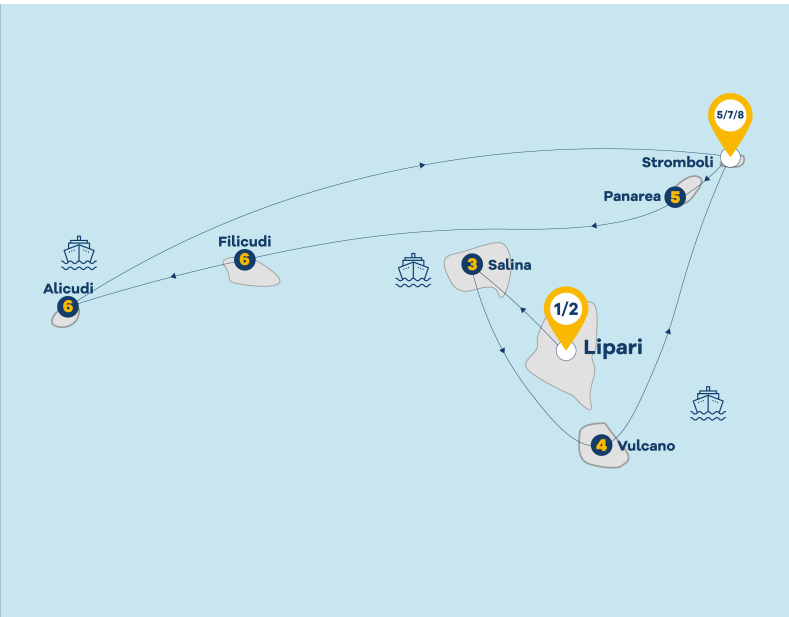 5/7/8
Stromboli
Panarea 5
Filicudi
6
3 Salina
Alicudi
6
1/2
Lipari
4 Vulcano